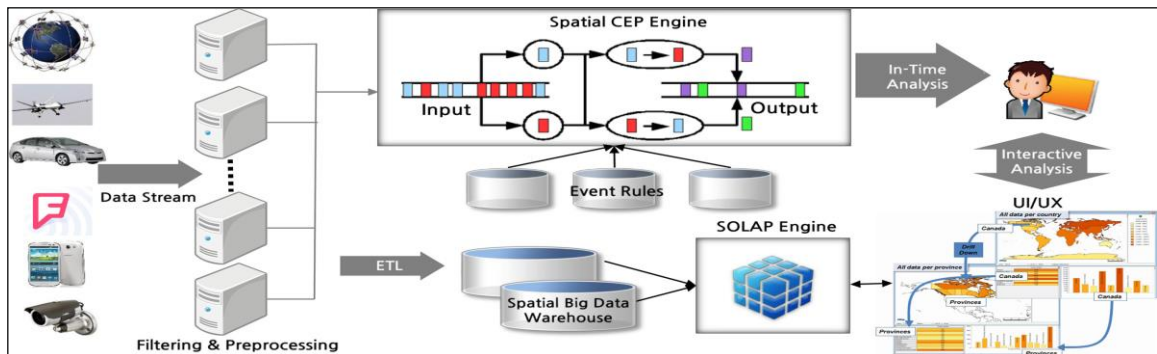 Spatial CEP Engine
Input
Output
In-Time
Analysis
Data Stream
Event Rules
Interactive
Analysis
UI/UX
SOLAP Engine
ETL
Spatial Big Data
Warehouse
Filtering & Preprocessing
All data per country
Canada
Drill
Down
All data per province
Canada
Provinces
Canada
Provinces
Provinces